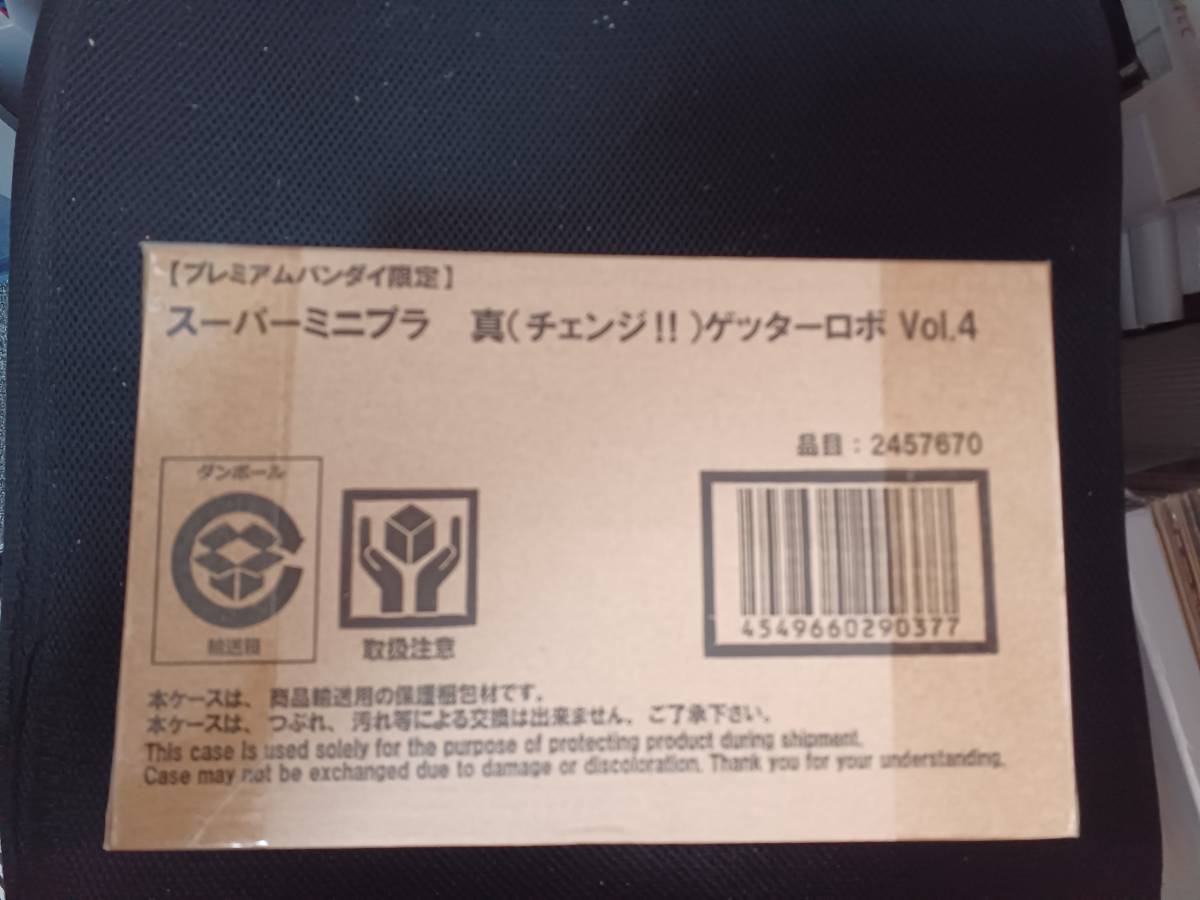 【プレミアムバンダイ限定】
スーパーミニプラ 真(チェンジ!!)ゲッターロボ Vol.4
品目：2457670
ダンボール
輸送箱
取扱注意
4549660290377
本ケースは、商品輸送用の保護梱包材です。
本ケースは、つぶれ、汚れ等による交換は出来ません。ご了承下さい。
This case is used solely for the purpose of protecting product during shipment.
Case may not be exchanged due to damage or discoloration. Thank you for your understanding.